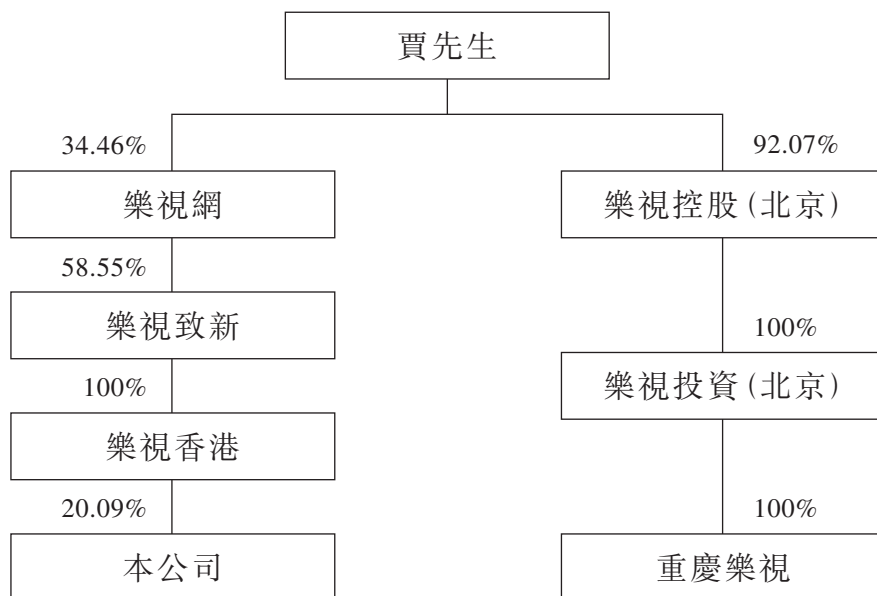 賈先生
34.46%
92.07%
樂視網
樂視控股(北京)
58.55%
樂視致新
100%
100%
樂視投資(北京)
樂視香港
20.09%
100%
本公司
重慶樂視